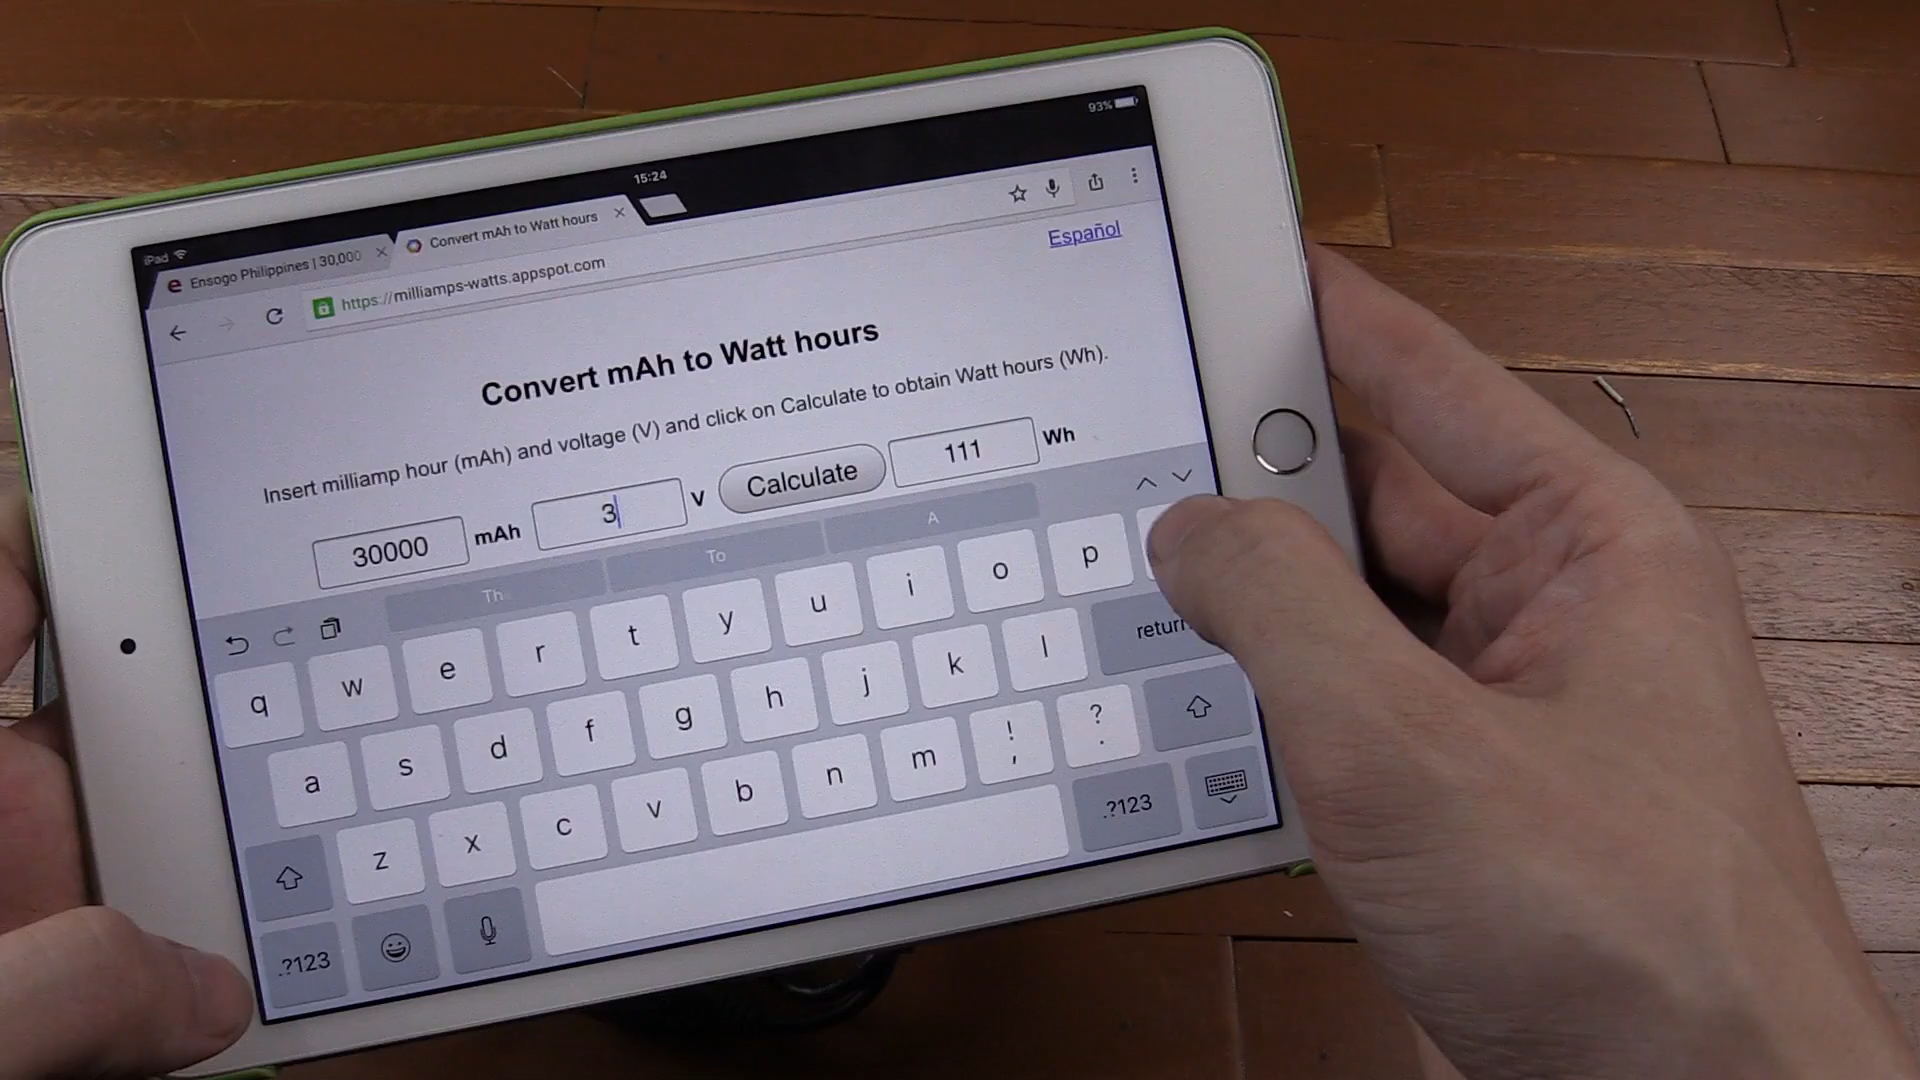 93%
15:24
iPad
Ensogo Philippines | 30,000
Convert mAh to Watt hours
https://milliamps-watts.appspot.com
Español
Convert mAh to Watt hours
Insert milliamp hour (mAh) and voltage (V) and click on Calculate to obtain Watt hours (Wh).
30000 mAh 3 V Calculate 111 Wh
Th To A
q w e r t y u i o p
a s d f g h j k l return
z x c v b n m ! , ? .
.?123 .?123